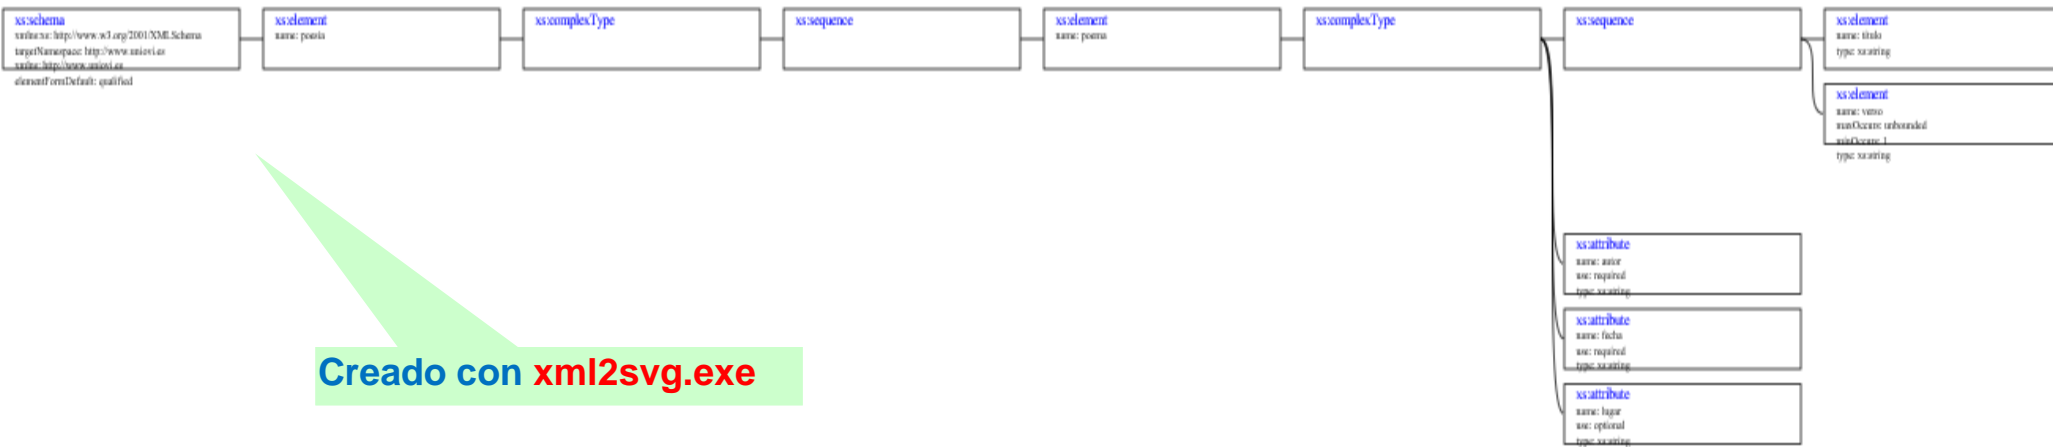 xs:schema
xmlns:xs: http://www.w3.org/2001/XMLSchema
targetNamespace: http://www.uniovi.es
xmlns: http://www.uniovi.es
elementFormDefault: qualified
xs:element
name: poesia
xs:complexType
xs:sequence
xs:element
name: poema
xs:complexType
xs:sequence
xs:element
name: titulo
type: xs:string
xs:element
name: verso
maxOccurs: unbounded
minOccurs: 1
type: xs:string
xs:attribute
name: autor
use: required
type: xs:string
xs:attribute
name: fecha
use: required
type: xs:string
xs:attribute
name: lugar
use: optional
type: xs:string
Creado con xml2svg.exe